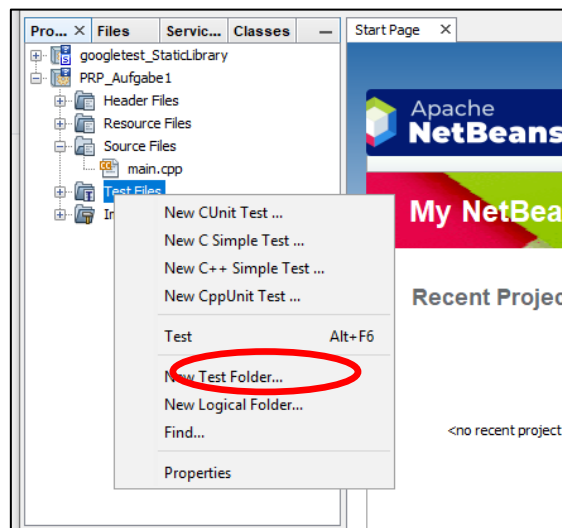 Pro... × Files Servic... Classes —
Start Page ×
googletest_StaticLibrary
PRP_Aufgabe1
Header Files
Resource Files
Source Files
main.cpp
Test Files
New CUnit Test ...
New C Simple Test ...
New C++ Simple Test ...
New CppUnit Test ...
Test Alt+F6
New Test Folder...
New Logical Folder...
Find...
Properties
Apache
NetBeans
My NetBea
Recent Projec
<no recent project